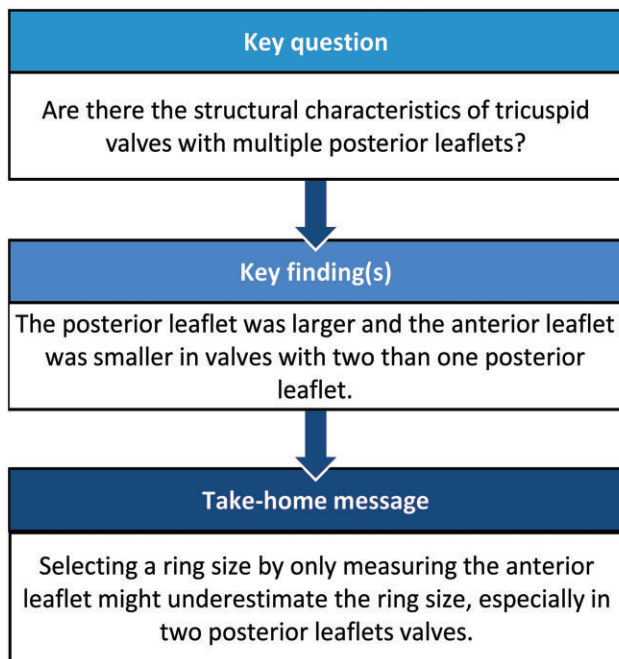 Key question
Are there the structural characteristics of tricuspid
valves with multiple posterior leaflets?
Key finding(s)
The posterior leaflet was larger and the anterior leaflet
was smaller in valves with two than one posterior
leaflet.
Take-home message
Selecting a ring size by only measuring the anterior
leaflet might underestimate the ring size, especially in
two posterior leaflets valves.